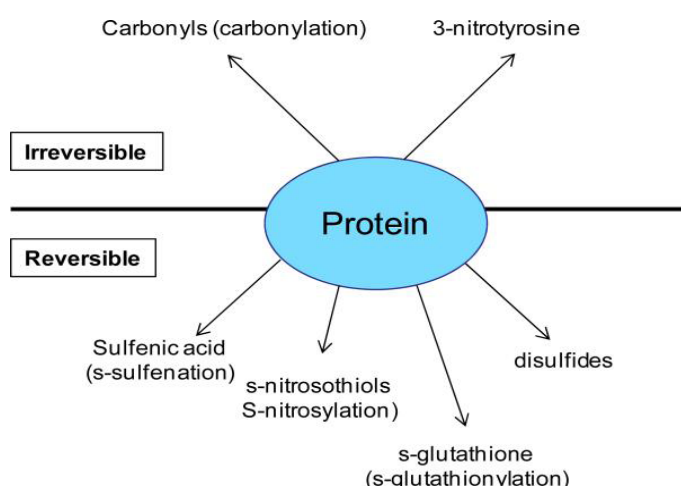 Carbonyls (carbonylation)
3-nitrotyrosine
Irreversible
Protein
Reversible
Sulfenic acid
(s-sulfenation)
s-nitrosothiols
S-nitrosylation)
disulfides
s-glutathione
(s-glutathionylation)